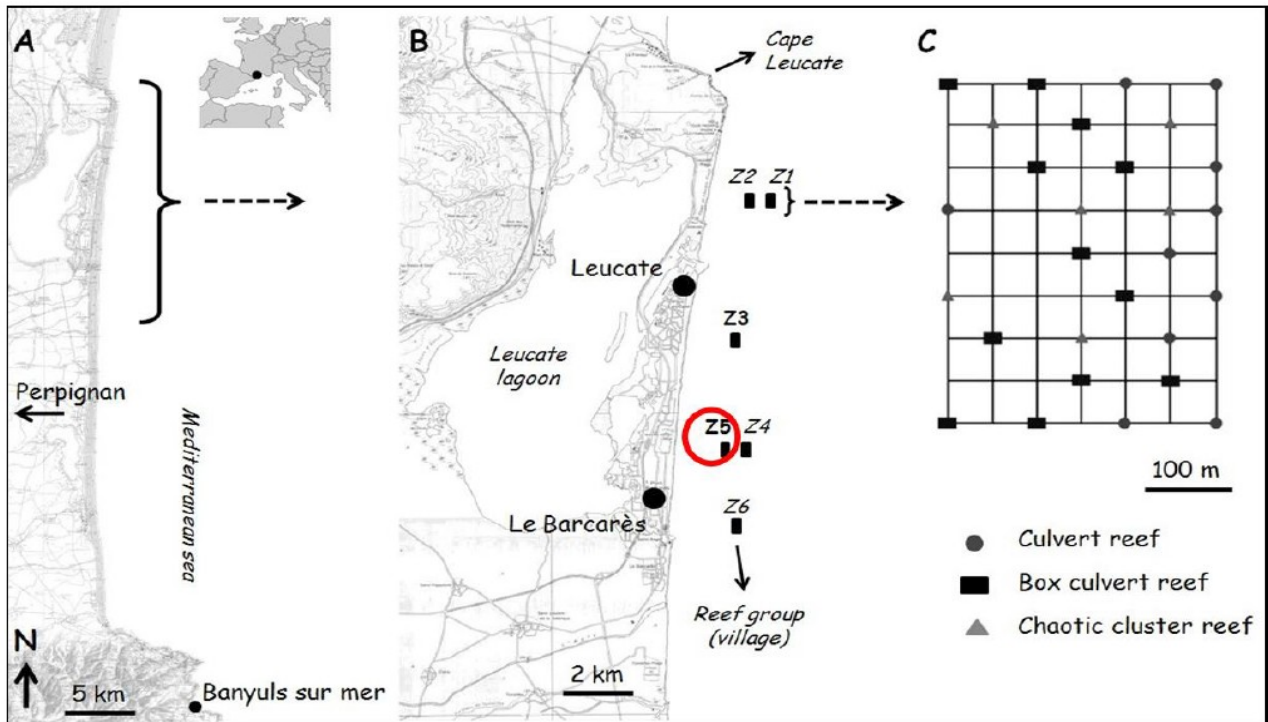 A
B
C
Cape
Leucate
Z2
Z1
Leucate
Z3
Leucate
lagoon
Perpignan
Z5
Z4
Mediterranean sea
Z6
Le Barcarès
Reef group
(village)
100 m
Culvert reef
Box culvert reef
Chaotic cluster reef
N
5 km
Banyuls sur mer
2 km